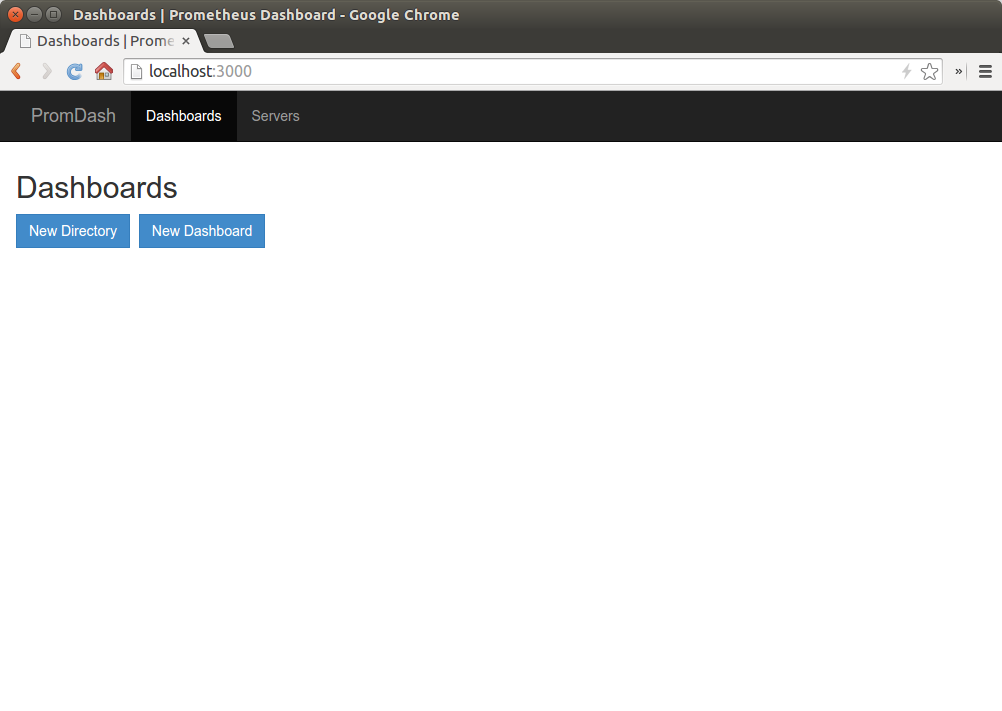 Dashboards | Prometheus Dashboard - Google Chrome
Dashboards | Prome
localhost:3000
PromDash Dashboards Servers
Dashboards
New Directory New Dashboard